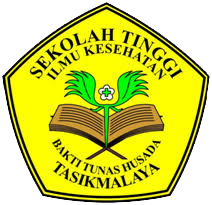 SEKOLAH TINGGI
ILMU KESEHATAN
BAKTI TUNAS HUSADA
TASIKMALAYA